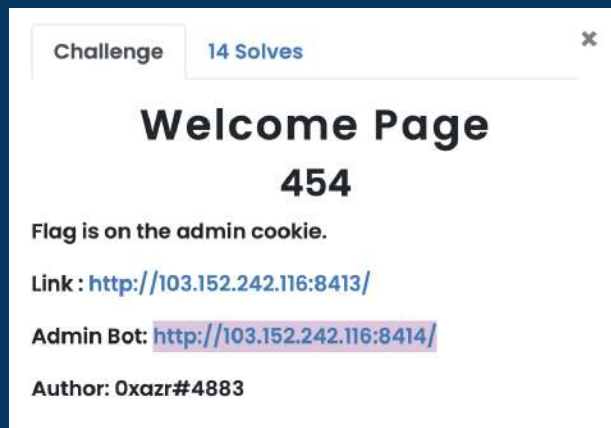 Challenge
14 Solves
×
Welcome Page
454
Flag is on the admin cookie.
Link : http://103.152.242.116:8413/
Admin Bot: http://103.152.242.116:8414/
Author: 0xazr#4883